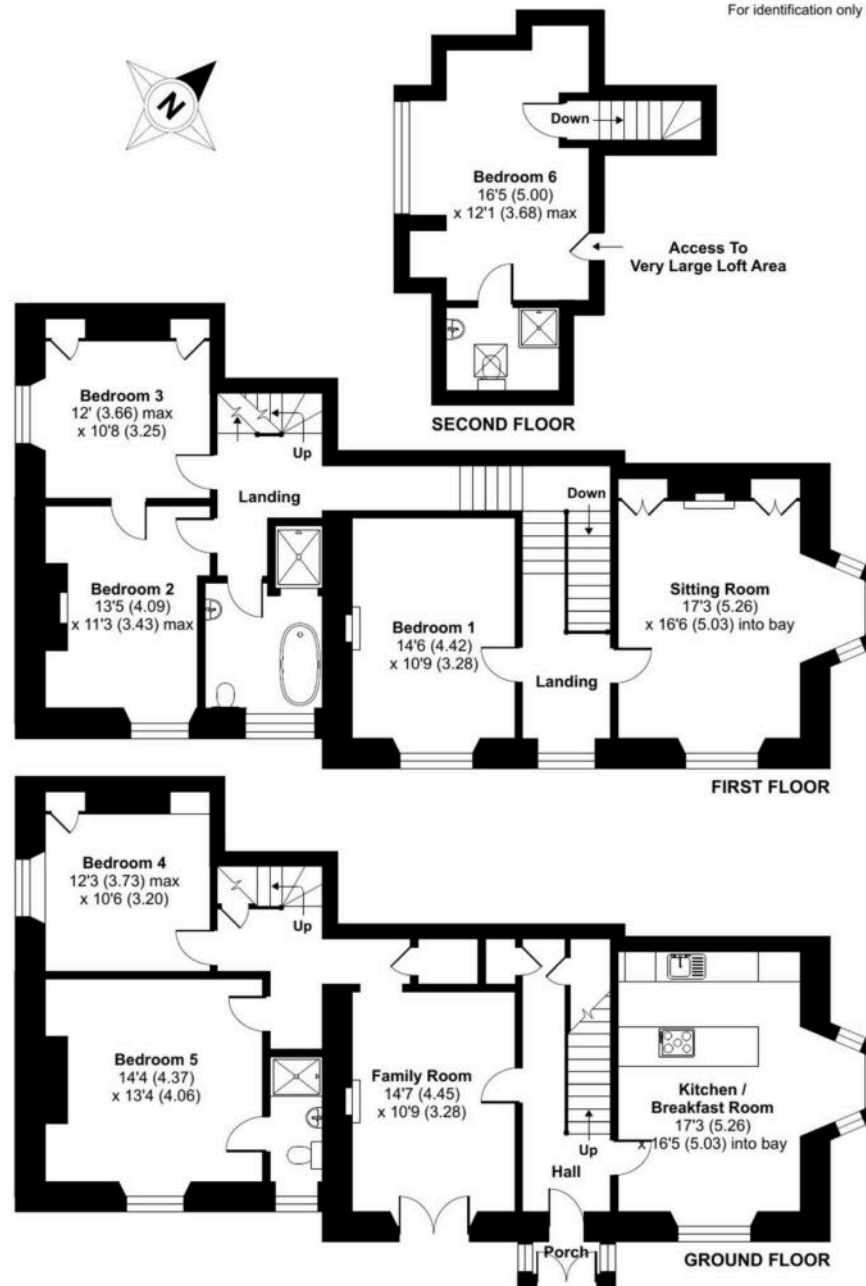 For identification only
N
Down
Bedroom 6
16'5 (5.00)
x 12'1 (3.68) max
Access To
Very Large Loft Area
SECOND FLOOR
Bedroom 3
12' (3.66) max
x 10'8 (3.25)
Up
Landing
Down
Bedroom 2
13'5 (4.09)
x 11'3 (3.43) max
Bedroom 1
14'6 (4.42)
x 10'9 (3.28)
Landing
Sitting Room
17'3 (5.26)
x 16'6 (5.03) into bay
FIRST FLOOR
Bedroom 4
12'3 (3.73) max
x 10'6 (3.20)
Up
Bedroom 5
14'4 (4.37)
x 13'4 (4.06)
Family Room
14'7 (4.45)
x 10'9 (3.28)
Up
Hall
Kitchen /
Breakfast Room
17'3 (5.26)
x 16'5 (5.03) into bay
Porch
GROUND FLOOR